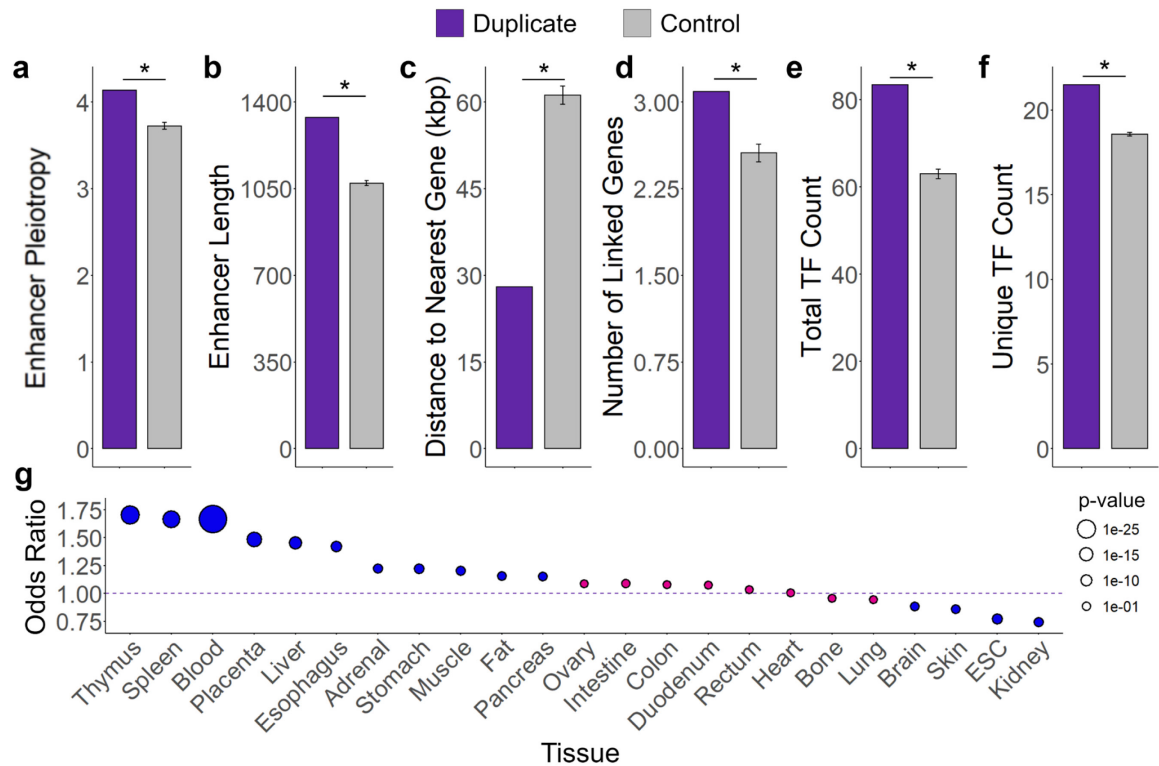 Duplicate Control
a b c d e f
* * * * * *
Enhancer Pleiotropy
4
3
4
1
0
Enhancer Length
1400
1050
700
350
0
Distance to Nearest Gene (kbp)
60
45
30
15
0
Number of Linked Genes
3.00
2.25
1.50
0.75
0.00
Total TF Count
80
60
40
20
0
Unique TF Count
20
15
10
5
0
g
Odds Ratio
1.75
1.50
1.25
1.00
0.75
Thymus
Spleen
Blood
Placenta
Liver
Esophagus
Adrenal
Stomach
Muscle
Fat
Pancreas
Ovary
Intestine
Colon
Duodenum
Rectum
Heart
Bone
Lung
Brain
Skin
ESC
Kidney
Tissue
p-value
1e-25
1e-15
1e-10
1e-01